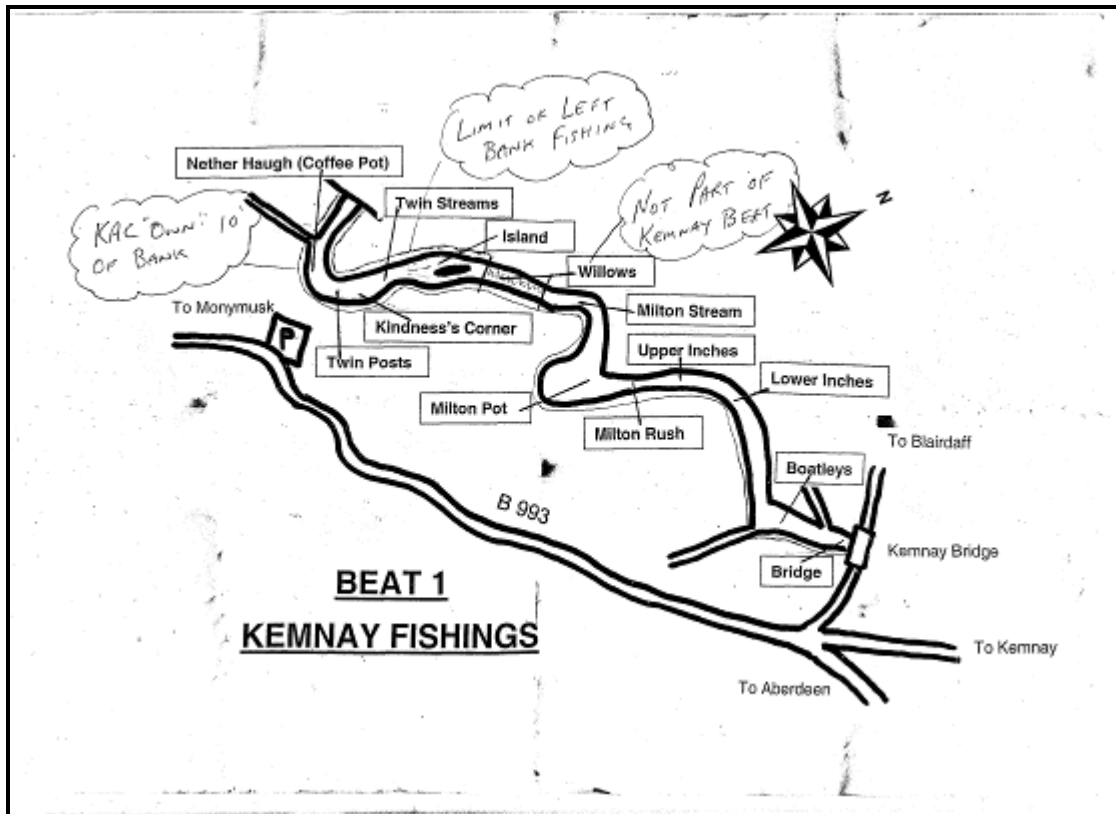 LIMIT OF LEFT
BANK FISHING
Nether Haugh (Coffee Pot)
NOT PART OF
KEMNAY BEAT
Twin Streams
KAC "OWN" 10'
OF BANK
Island
Willows
N
To Monymusk
Milton Stream
Kindness's Corner
P
Twin Posts
Upper Inches
Lower Inches
Milton Pot
Milton Rush
To Blairdaff
Boatleys
B 993
Kemnay Bridge
Bridge
BEAT 1
KEMNAY FISHINGS
To Kemnay
To Aberdeen